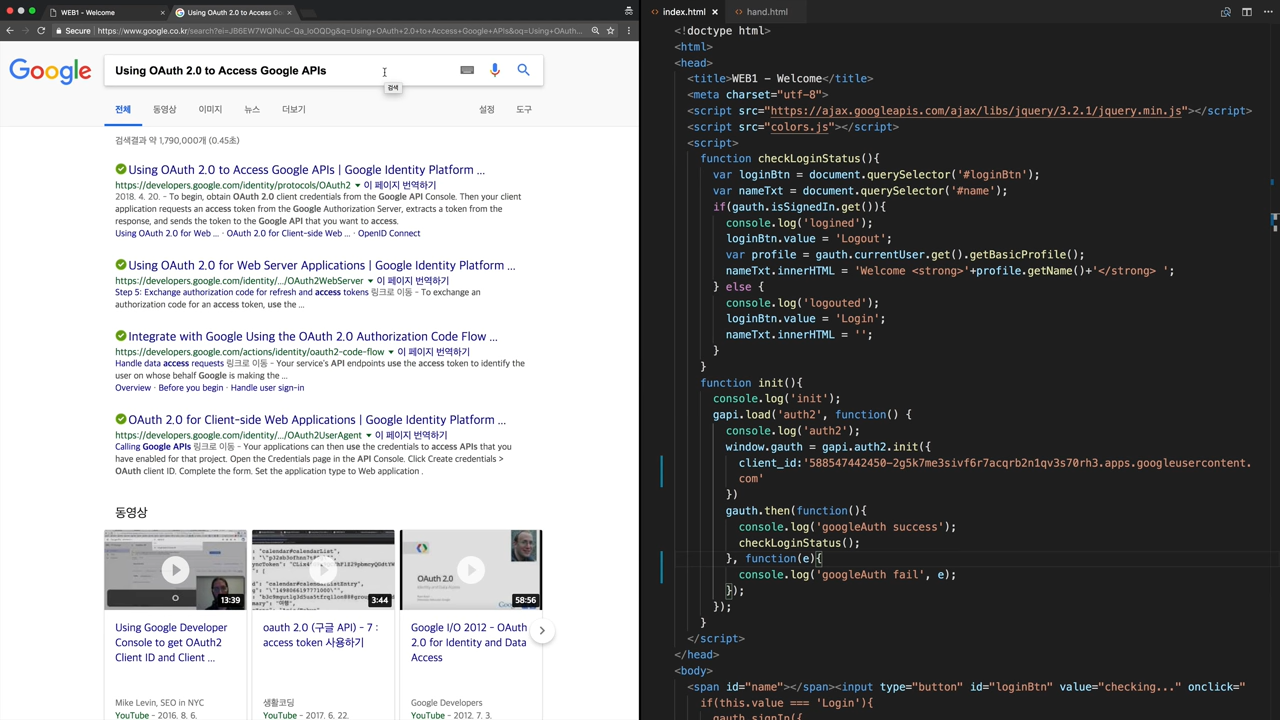 WEB1 - Welcome
Using OAuth 2.0 to Access Go
Secure
Google
Using OAuth 2.0 to Access Google APIs
검색
전체
동영상
이미지
뉴스
더보기
설정
도구
검색결과 약 1,790,000개 (0.45초)
Using OAuth 2.0 to Access Google APIs | Google Identity Platform ...
https://developers.google.com/identity/protocols/OAuth2 ▼ 이 페이지 번역하기
2018. 4. 20. - To begin, obtain OAuth 2.0 client credentials from the Google API Console. Then your client
application requests an access token from the Google Authorization Server, extracts a token from the
response, and sends the token to the Google API that you want to access.
Using OAuth 2.0 for Web ... · OAuth 2.0 for Client-side Web ... · OpenID Connect
Using OAuth 2.0 for Web Server Applications | Google Identity Platform ...
https://developers.google.com/identity/.../OAuth2WebServer ▼ 이 페이지 번역하기
Step 5: Exchange authorization code for refresh and access tokens 링크로 이동 - To exchange an
authorization code for an access token, use the ...
Integrate with Google Using the OAuth 2.0 Authorization Code Flow ...
https://developers.google.com/actions/identity/oauth2-code-flow ▼ 이 페이지 번역하기
Handle data access requests 링크로 이동 - Your service's API endpoints use the access token to identify the
user on whose behalf Google is making the ...
Overview · Before you begin · Handle user sign-in
OAuth 2.0 for Client-side Web Applications | Google Identity Platform ...
https://developers.google.com/identity/.../OAuth2UserAgent ▼ 이 페이지 번역하기
Calling Google APIs 링크로 이동 - Your applications can then use the credentials to access APIs that you
have enabled for that project. Open the Credentials page in the API Console. Click Create credentials >
OAuth client ID. Complete the form. Set the application type to Web application .
동영상
13:39
3:44
OAuth 2.0
58:56
Using Google Developer
Console to get OAuth2
Client ID and Client ...
Mike Levin, SEO in NYC
YouTube - 2016. 8. 6.
oauth 2.0 (구글 API) - 7 :
access token 사용하기
생활코딩
YouTube - 2017. 6. 22.
Google I/O 2012 - OAuth
2.0 for Identity and Data
Access
Google Developers
YouTube - 2012. 7. 3.
index.html
hand.html
<!doctype html>
<html>
<head>
<title>WEB1 - Welcome</title>
<meta charset="utf-8">
<script src="https://ajax.googleapis.com/ajax/libs/jquery/3.2.1/jquery.min.js"></script>
<script src="colors.js"></script>
<script>
function checkLoginStatus(){
var loginBtn = document.querySelector('#loginBtn');
var nameTxt = document.querySelector('#name');
if(gauth.isSignedIn.get()){
console.log('logined');
loginBtn.value = 'Logout';
var profile = gauth.currentUser.get().getBasicProfile();
nameTxt.innerHTML = 'Welcome <strong>'+profile.getName()+'</strong> ';
} else {
console.log('logouted');
loginBtn.value = 'Login';
nameTxt.innerHTML = '';
}
}
function init(){
console.log('init');
gapi.load('auth2', function() {
console.log('auth2');
window.gauth = gapi.auth2.init({
client_id:'588547442450-2g5k7me3sivf6r7acqrb2n1qv3s70rh3.apps.googleusercontent.
com'
})
gauth.then(function(){
console.log('googleAuth success');
checkLoginStatus();
}, function(e){
console.log('googleAuth fail', e);
});
});
}
</script>
</head>
<body>
<span id="name"></span><input type="button" id="loginBtn" value="checking..." onclick="
if(this.value === 'Login'){
gauth.signIn({